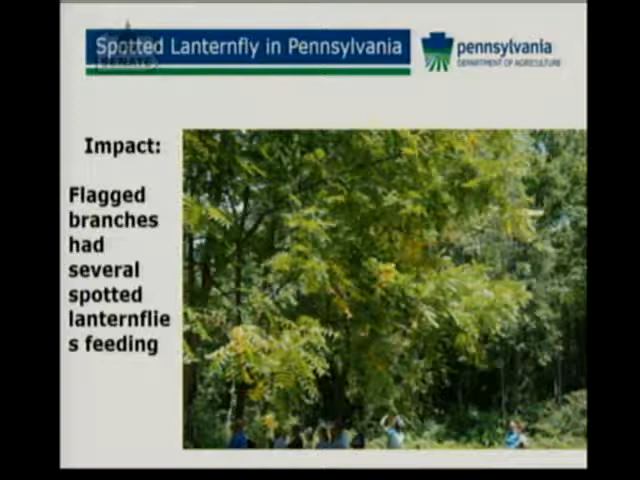 Spotted Lanternfly in Pennsylvania
SENATE
pennsylvania
DEPARTMENT OF AGRICULTURE
Impact:
Flagged
branches
had
several
spotted
lanternflie
s feeding